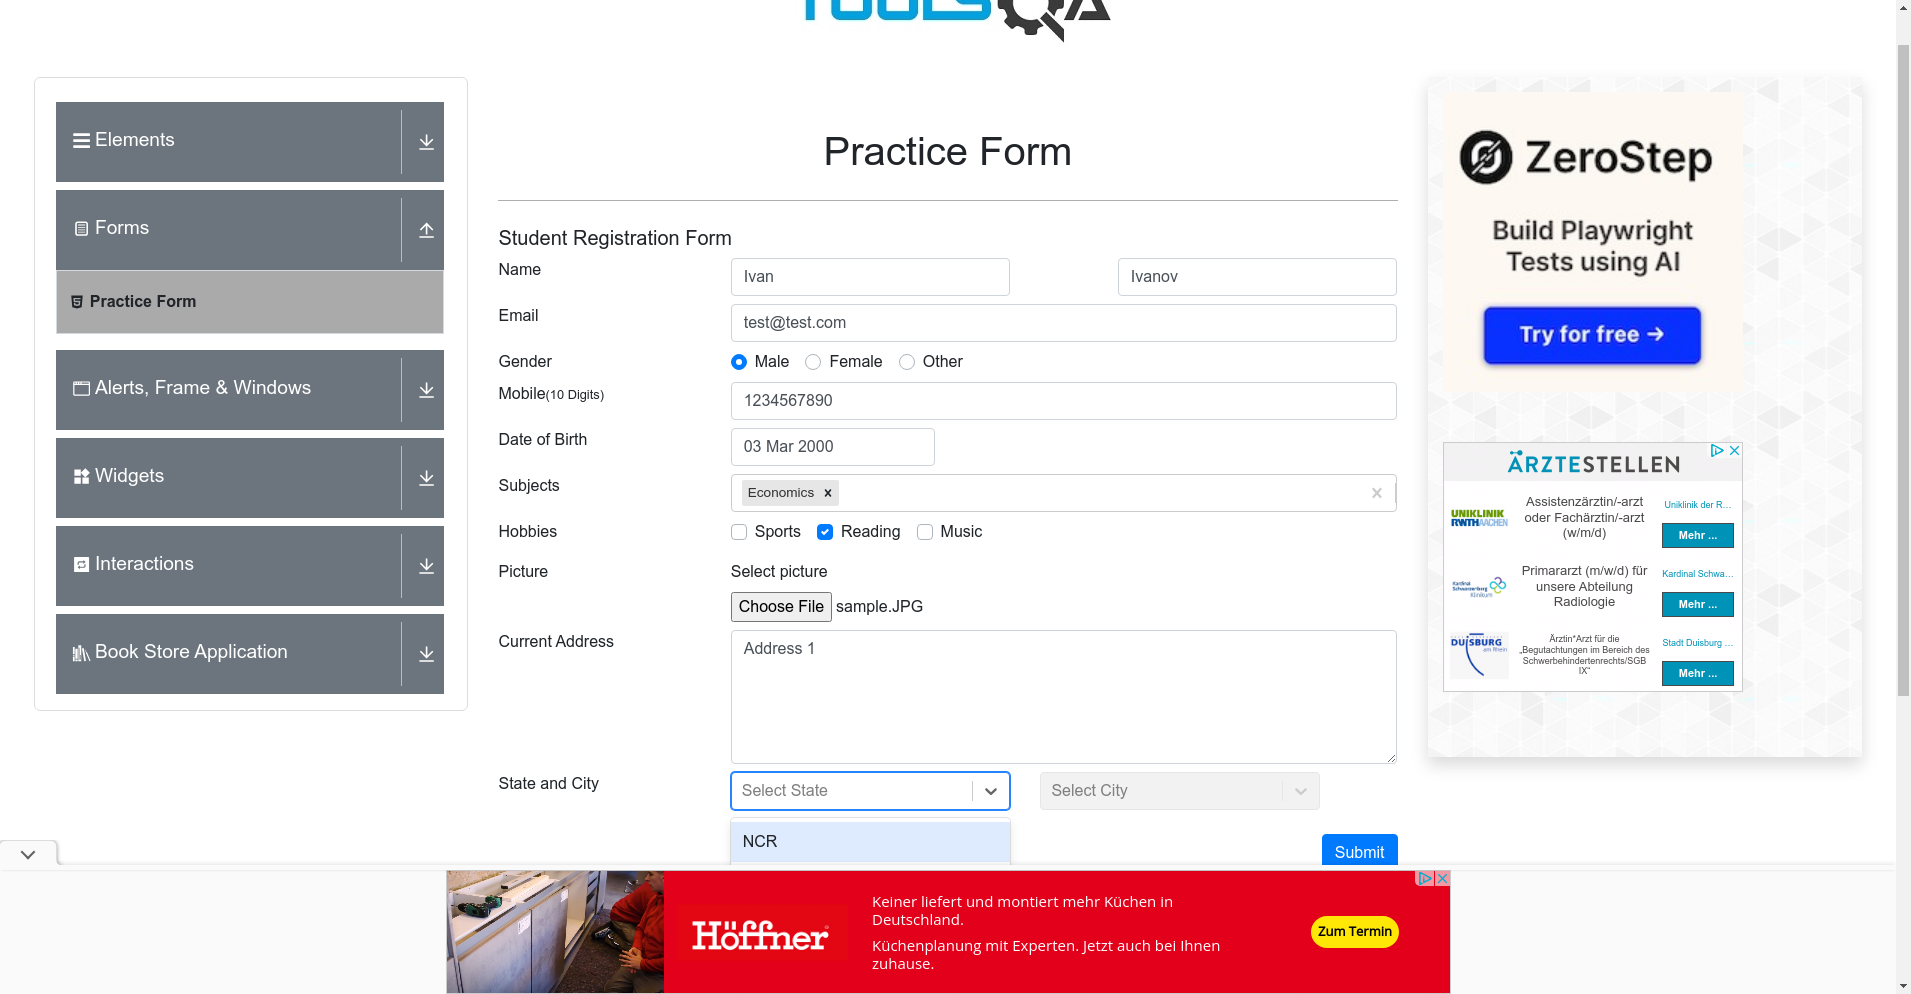 TOOLSQA
Elements
Forms
Practice Form
Alerts, Frame & Windows
Widgets
Interactions
Book Store Application
Practice Form
Student Registration Form
Name
Ivan
Ivanov
Email
test@test.com
Gender
Male
Female
Other
Mobile(10 Digits)
1234567890
Date of Birth
03 Mar 2000
Subjects
Economics
Hobbies
Sports
Reading
Music
Picture
Select picture
Choose File sample.JPG
Current Address
Address 1
State and City
Select State
Select City
NCR
Submit
ZeroStep
Build Playwright
Tests using AI
Try for free →
ÄRZTESTELLEN
UNIKLINIK
RWTHAACHEN
Assistenzärztin/-arzt
oder Fachärztin/-arzt
(w/m/d)
Uniklinik der R...
Mehr ...
Kardinal
Schwarzenberg
Klinikum
Primararzt (m/w/d) für
unsere Abteilung
Radiologie
Kardinal Schwa...
Mehr ...
DUISBURG
am Rhein
Ärztin*Arzt für die
„Begutachtungen im Bereich des
Schwerbehindertenrechts/SGB
IX“
Stadt Duisburg ...
Mehr ...
Höffner
Keiner liefert und montiert mehr Küchen in
Deutschland.
Küchenplanung mit Experten. Jetzt auch bei Ihnen
zuhause.
Zum Termin